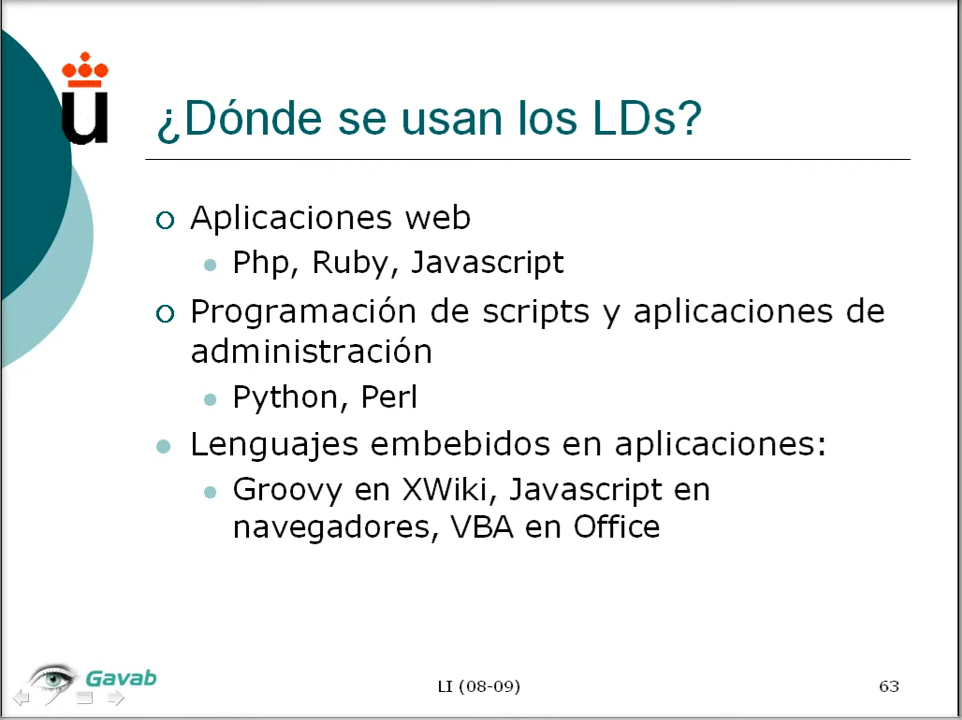 u
¿Dónde se usan los LDs?
Aplicaciones web
Php, Ruby, Javascript
Programación de scripts y aplicaciones de
administración
Python, Perl
Lenguajes embebidos en aplicaciones:
Groovy en XWiki, Javascript en
navegadores, VBA en Office
Gavab
LI (08-09)
63